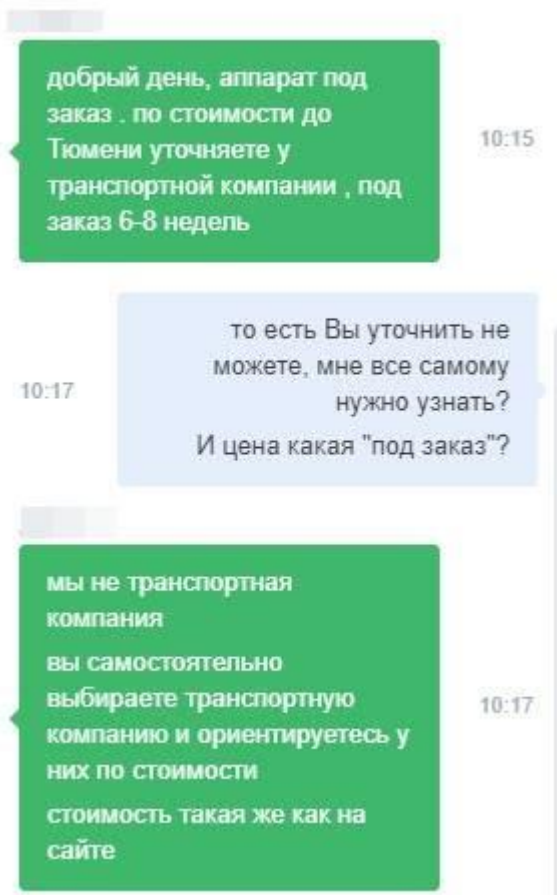 добрый день, аппарат под
заказ . по стоимости до
Тюмени уточняете у
транспортной компании , под
заказ 6-8 недель
10:15
то есть Вы уточнить не
можете, мне все самому
нужно узнать?
И цена какая "под заказ"?
10:17
мы не транспортная
компания
вы самостоятельно
выбираете транспортную
компанию и ориентируетесь у
них по стоимости
стоимость такая же как на
сайте
10:17